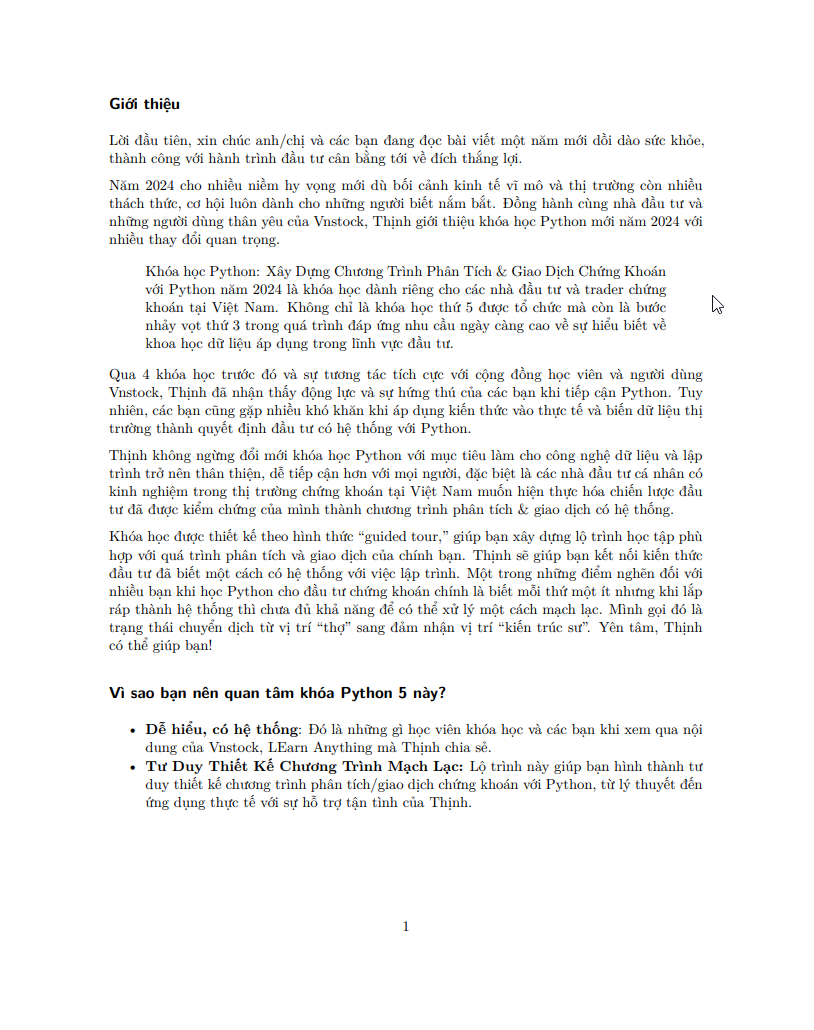 Giới thiệu
Lời đầu tiên, xin chúc anh/chị và các bạn đang đọc bài viết một năm mới dồi dào sức khỏe,
thành công với hành trình đầu tư cân bằng tới về đích thắng lợi.
Năm 2024 cho nhiều niềm hy vọng mới dù bối cảnh kinh tế vĩ mô và thị trường còn nhiều
thách thức, cơ hội luôn dành cho những người biết nắm bắt. Đồng hành cùng nhà đầu tư và
những người dùng thân yêu của Vnstock, Thịnh giới thiệu khóa học Python mới năm 2024 với
nhiều thay đổi quan trọng.
Khóa học Python: Xây Dựng Chương Trình Phân Tích & Giao Dịch Chứng Khoán
với Python năm 2024 là khóa học dành riêng cho các nhà đầu tư và trader chứng
khoán tại Việt Nam. Không chỉ là khóa học thứ 5 được tổ chức mà còn là bước
nhảy vọt thứ 3 trong quá trình đáp ứng nhu cầu ngày càng cao về sự hiểu biết về
khoa học dữ liệu áp dụng trong lĩnh vực đầu tư.
Qua 4 khóa học trước đó và sự tương tác tích cực với cộng đồng học viên và người dùng
Vnstock, Thịnh đã nhận thấy động lực và sự hứng thú của các bạn khi tiếp cận Python. Tuy
nhiên, các bạn cũng gặp nhiều khó khăn khi áp dụng kiến thức vào thực tế và biến dữ liệu thị
trường thành quyết định đầu tư có hệ thống với Python.
Thịnh không ngừng đổi mới khóa học Python với mục tiêu làm cho công nghệ dữ liệu và lập
trình trở nên thân thiện, dễ tiếp cận hơn với mọi người, đặc biệt là các nhà đầu tư cá nhân có
kinh nghiệm trong thị trường chứng khoán tại Việt Nam muốn hiện thực hóa chiến lược đầu
tư đã được kiểm chứng của mình thành chương trình phân tích & giao dịch có hệ thống.
Khóa học được thiết kế theo hình thức “guided tour,” giúp bạn xây dựng lộ trình học tập phù
hợp với quá trình phân tích và giao dịch của chính bạn. Thịnh sẽ giúp bạn kết nối kiến thức
đầu tư đã biết một cách có hệ thống với việc lập trình. Một trong những điểm nghẽn đối với
nhiều bạn khi học Python cho đầu tư chứng khoán chính là biết mỗi thứ một ít nhưng khi lắp
ráp thành hệ thống thì chưa đủ khả năng để có thể xử lý một cách mạch lạc. Mình gọi đó là
trạng thái chuyển dịch từ vị trí “thợ” sang đảm nhận vị trí “kiến trúc sư”. Yên tâm, Thịnh
có thể giúp bạn!
Vì sao bạn nên quan tâm khóa Python 5 này?
• Dễ hiểu, có hệ thống: Đó là những gì học viên khóa học và các bạn khi xem qua nội
dung của Vnstock, LEarn Anything mà Thịnh chia sẻ.
• Tư Duy Thiết Kế Chương Trình Mạch Lạc: Lộ trình này giúp bạn hình thành tư
duy thiết kế chương trình phân tích/giao dịch chứng khoán với Python, từ lý thuyết đến
ứng dụng thực tế với sự hỗ trợ tận tình của Thịnh.
1